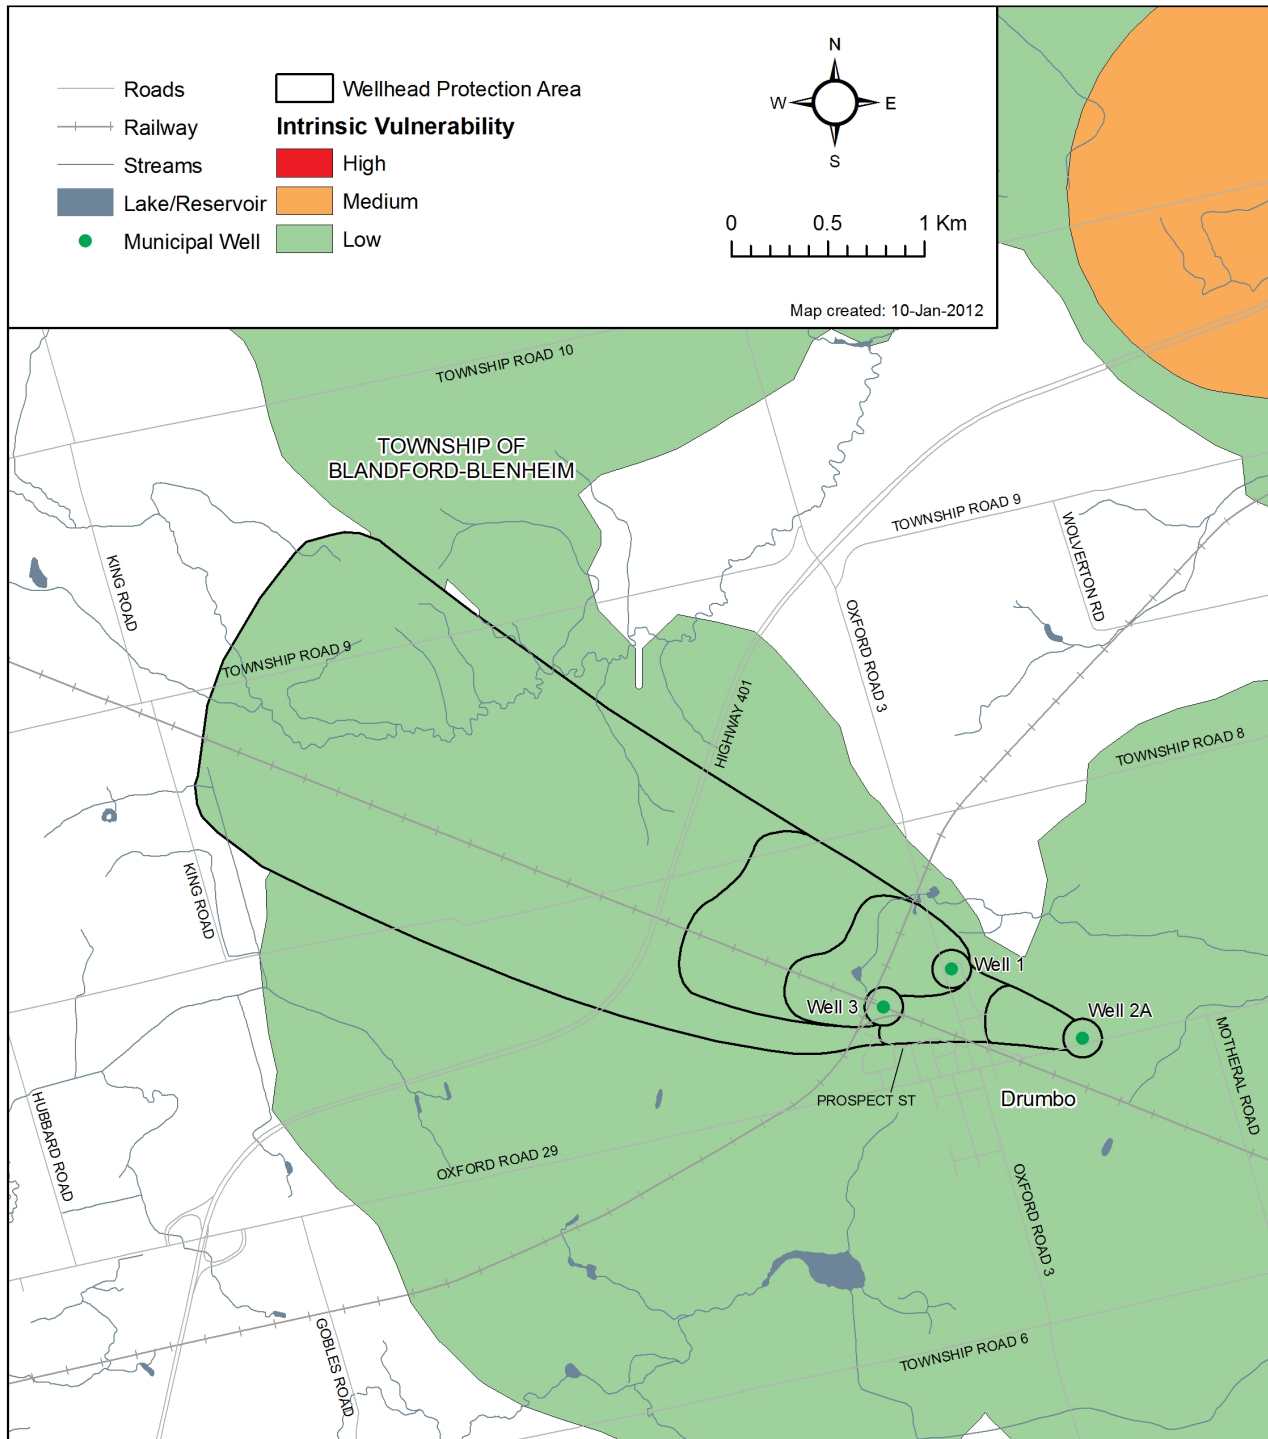 Roads
Railway
Streams
Lake/Reservoir
Municipal Well
Wellhead Protection Area
Intrinsic Vulnerability
High
Medium
Low
N
W
E
S
0
0.5
1 Km
Map created: 10-Jan-2012
TOWNSHIP ROAD 10
TOWNSHIP OF
BLANDFORD-BLENHEIM
TOWNSHIP ROAD 9
WOLVERTON RD
KING ROAD
OXFORD ROAD 3
TOWNSHIP ROAD 9
HIGHWAY 401
TOWNSHIP ROAD 8
KING ROAD
Well 1
Well 3
Well 2A
MOTHERAL ROAD
PROSPECT ST
Drumbo
HUBBARD ROAD
OXFORD ROAD 29
OXFORD ROAD 3
GOBLES ROAD
TOWNSHIP ROAD 6